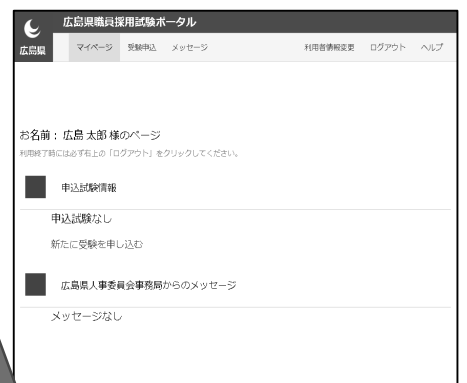 広島県職員採用試験ポータル
広島県
マイページ 受験申込 メッセージ 利用者情報変更 ログアウト ヘルプ
お名前：広島 太郎 様のページ
利用終了時には必ず右上の「ログアウト」をクリックしてください。
申込試験情報
申込試験なし
新たに受験を申し込む
広島県人事委員会事務局からのメッセージ
メッセージなし